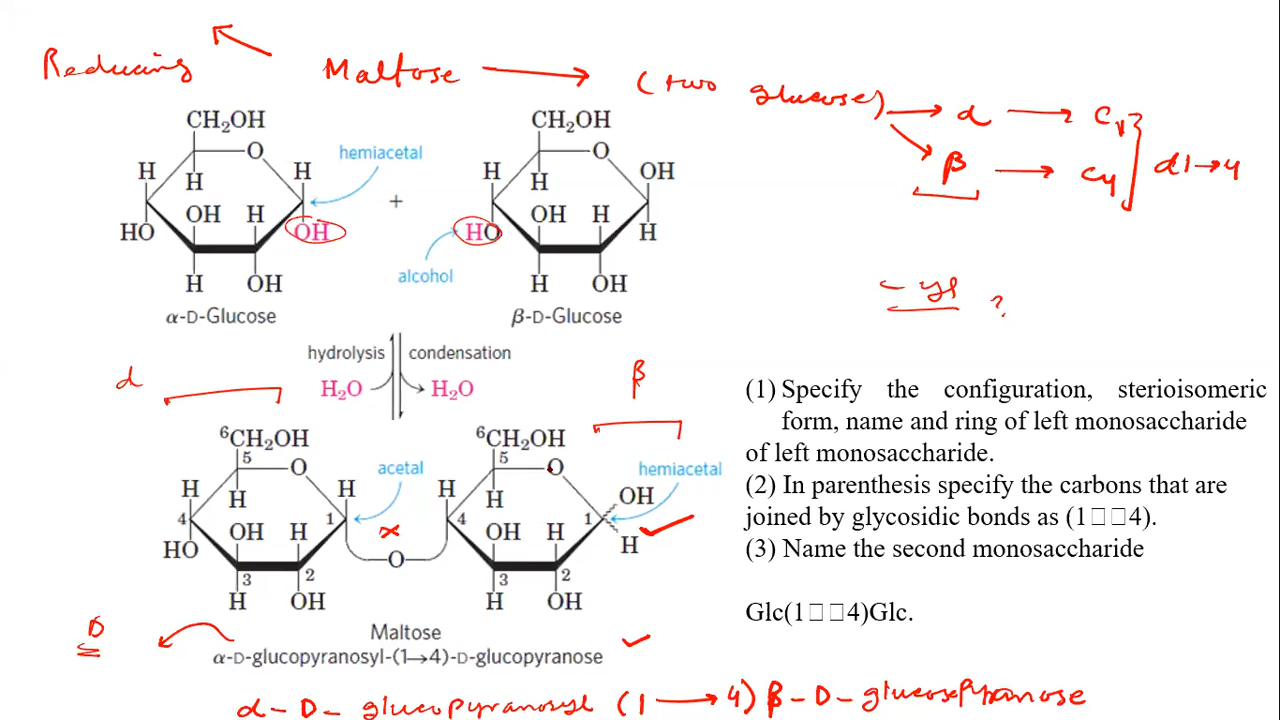 Reducing Maltose (two glucose) α C1
β C4 α1→4
CH₂OH CH₂OH
O hemiacetal O
H H H OH
H + H
OH H OH H
HO OH HO H
alcohol
H OH H OH
α-D-Glucose β-D-Glucose
-yl ?
hydrolysis condensation
H₂O H₂O
α β
(1) Specify the configuration, sterioisomeric
form, name and ring of left monosaccharide
of left monosaccharide.
(2) In parenthesis specify the carbons that are
joined by glycosidic bonds as (1□□4).
(3) Name the second monosaccharide
Glc(1□□4)Glc.
⁶CH₂OH ⁶CH₂OH
5 O acetal 5 O hemiacetal
H H H OH
4 H 1 4 H 1
OH H × OH H H
HO O
3 2 3 2
H OH H OH
D Maltose
α-D-glucopyranosyl-(1→4)-D-glucopyranose
α-D-glucopyranosyl (1→4) β-D-glucosepyranose